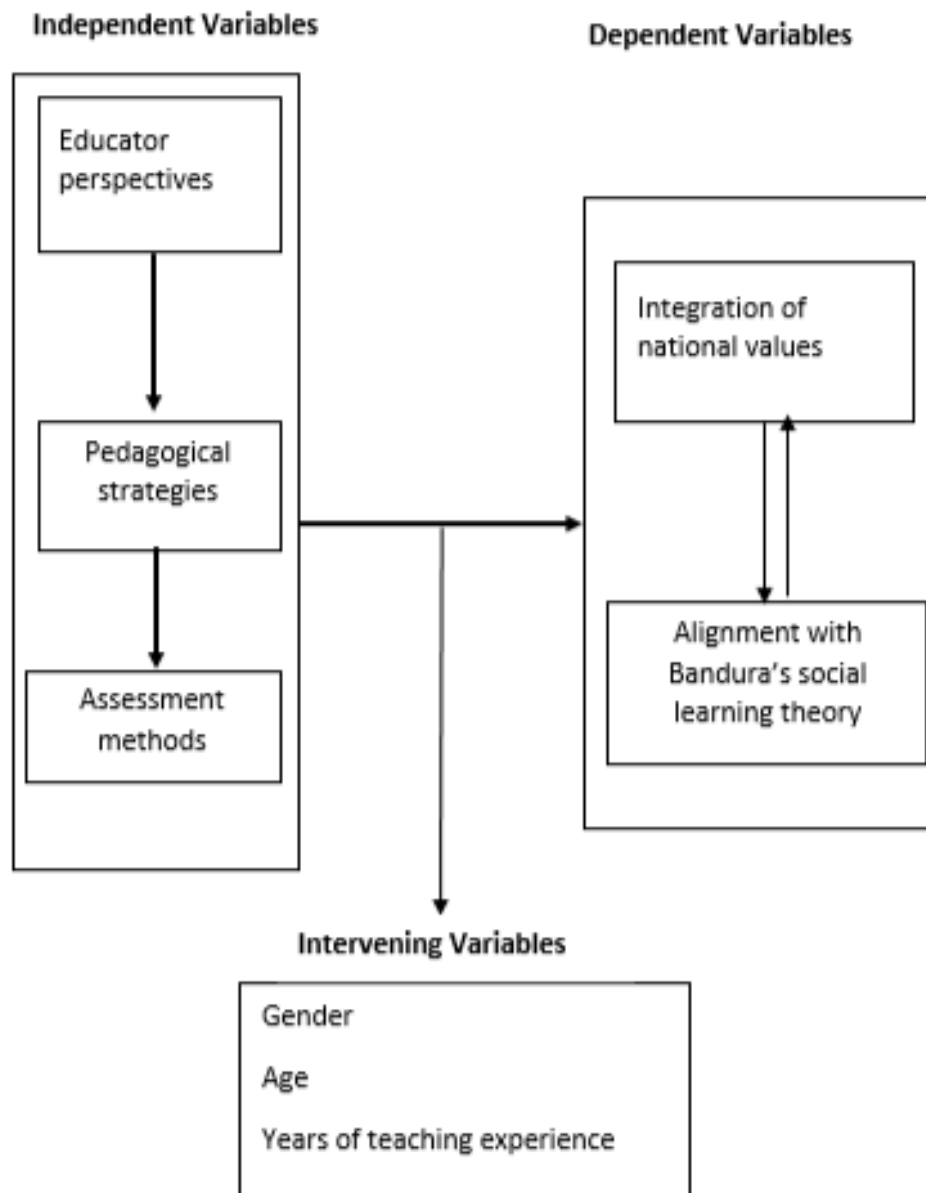 Independent Variables
Dependent Variables
Educator
perspectives
Pedagogical
strategies
Assessment
methods
Integration of
national values
Alignment with
Bandura's social
learning theory
Intervening Variables
Gender
Age
Years of teaching experience